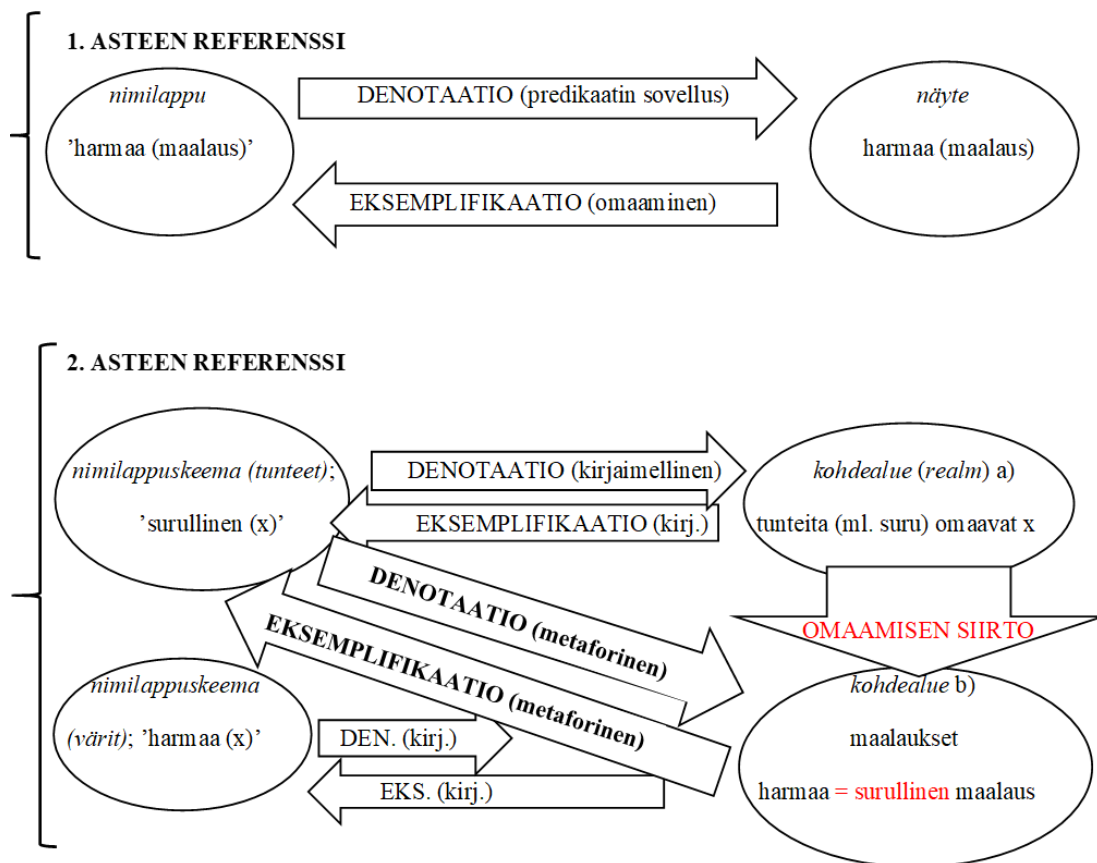 1. ASTEEN REFERENSSI
nimilappu
’harmaa (maalaus)’
DENOTAATIO (predikaatin sovellus)
EKSEMPLIFIKAATIO (omaaminen)
näyte
harmaa (maalaus)
2. ASTEEN REFERENSSI
nimilappuskeema (tunteet);
’surullinen (x)’
DENOTAATIO (kirjaimellinen)
EKSEMPLIFIKAATIO (kirj.)
kohdealue (realm) a)
tunteita (ml. suru) omaavat x
DENOTAATIO (metaforinen)
EKSEMPLIFIKAATIO (metaforinen)
OMAAMISEN SIIRTO
nimilappuskeema
(värit); ’harmaa (x)’
DEN. (kirj.)
EKS. (kirj.)
kohdealue b)
maalaukset
harmaa = surullinen maalaus